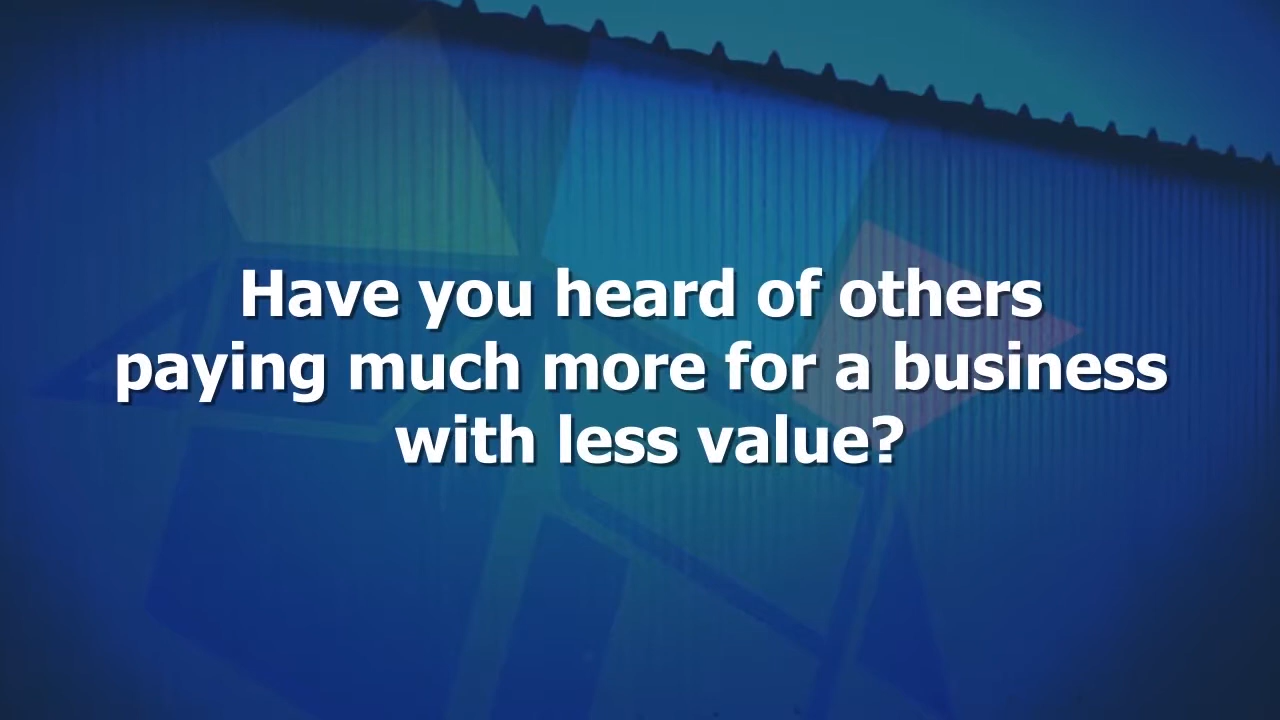 Have you heard of others
paying much more for a business
with less value?